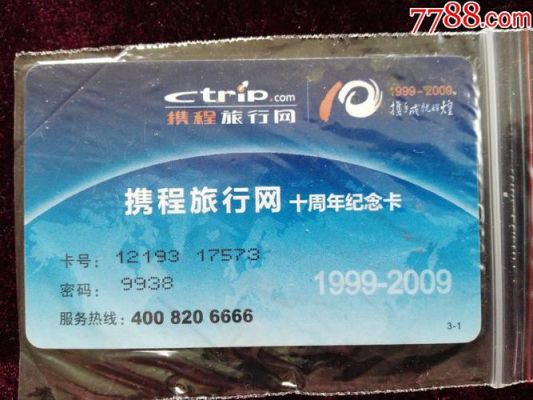 7788.com
ctrip.com
携程旅行网
10
1999-2009
携手成就辉煌
携程旅行网 十周年纪念卡
卡号: 12193 17573
密码: 9938
1999-2009
服务热线: 400 820 6666
3-1